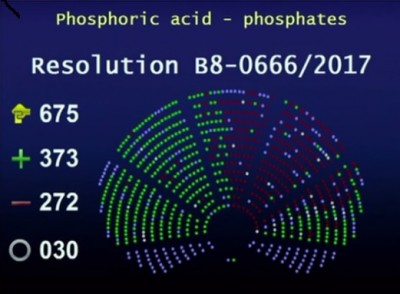 Phosphoric acid - phosphates
Resolution B8-0666/2017
675
+ 373
- 272
030